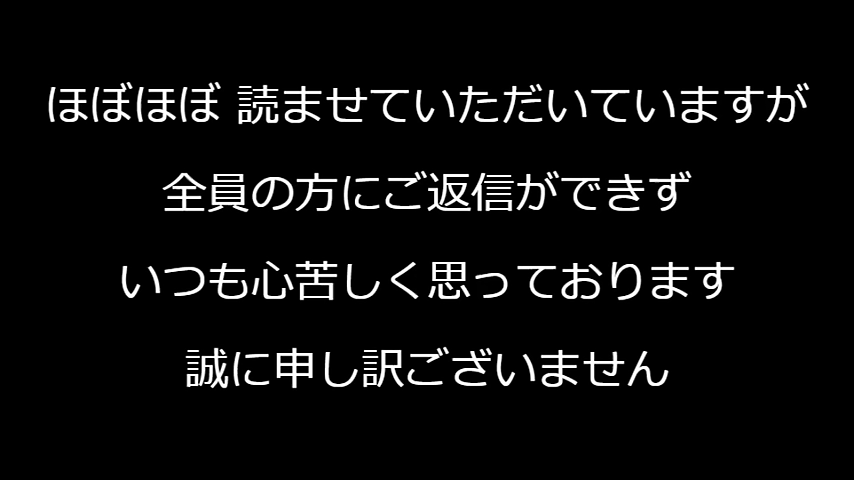 ほぼほぼ 読ませていただいていますが
全員の方にご返信ができず
いつも心苦しく思っております
誠に申し訳ございません